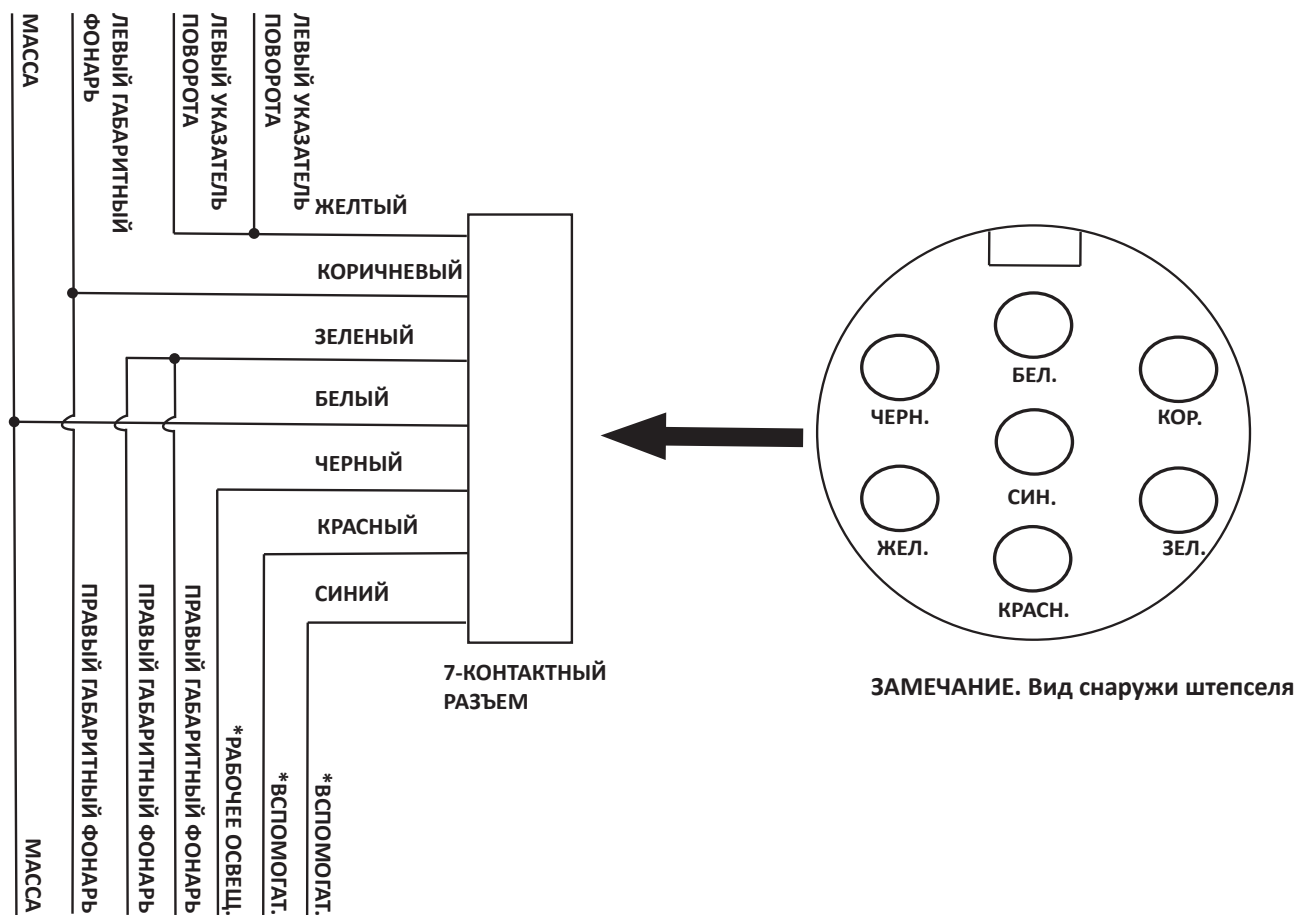 МАССА
ЛЕВЫЙ ГАБАРИТНЫЙ
ФОНАРЬ
ЛЕВЫЙ УКАЗАТЕЛЬ
ПОВОРОТА
ЛЕВЫЙ УКАЗАТЕЛЬ
ПОВОРОТА
ЖЕЛТЫЙ
КОРИЧНЕВЫЙ
ЗЕЛЕНЫЙ
БЕЛЫЙ
ЧЕРНЫЙ
КРАСНЫЙ
СИНИЙ
7-КОНТАКТНЫЙ
РАЗЪЕМ
МАССА
ПРАВЫЙ ГАБАРИТНЫЙ ФОНАРЬ
ПРАВЫЙ ГАБАРИТНЫЙ ФОНАРЬ
ПРАВЫЙ ГАБАРИТНЫЙ ФОНАРЬ
*РАБОЧЕЕ ОСВЕЩ.
*ВСПОМОГАТ.
*ВСПОМОГАТ.
БЕЛ.
ЧЕРН.
КОР.
СИН.
ЖЕЛ.
ЗЕЛ.
КРАСН.
ЗАМЕЧАНИЕ. Вид снаружи штепселя